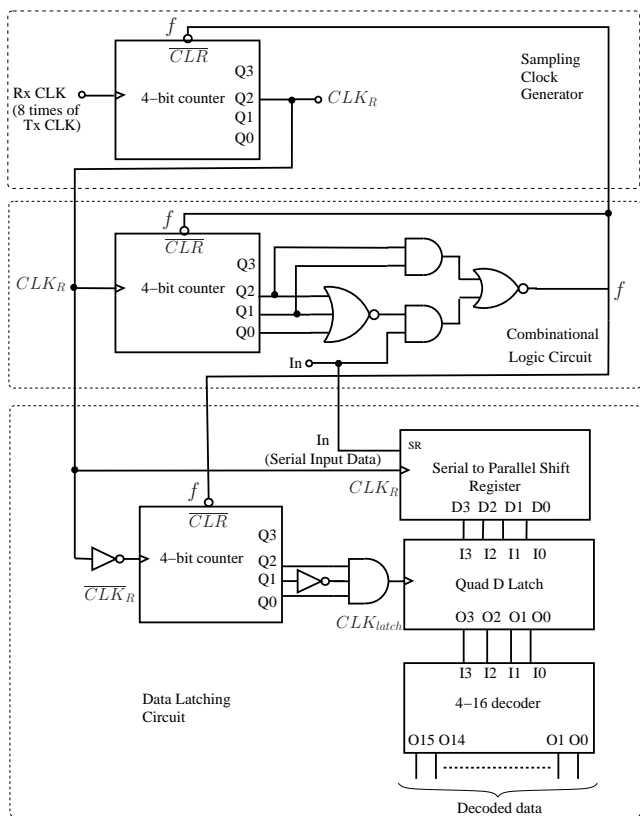 f
CLR
Rx CLK
(8 times of
Tx CLK)
4-bit counter
Q3
Q2
Q1
Q0
CLK_R
Sampling
Clock
Generator
f
CLR
CLK_R
4-bit counter
Q3
Q2
Q1
Q0
In
f
Combinational
Logic Circuit
In
(Serial Input Data)
CLK_R
SR
Serial to Parallel Shift
Register
D3 D2 D1 D0
f
CLR
CLK_R
4-bit counter
Q3
Q2
Q1
Q0
CLK_latch
I3 I2 I1 I0
Quad D Latch
O3 O2 O1 O0
I3 I2 I1 I0
4-16 decoder
O15 O14 O1 O0
Decoded data
Data Latching
Circuit